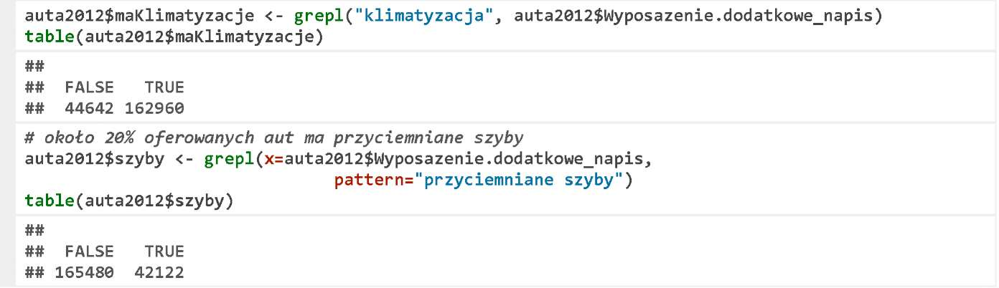 auta2012$maKlimatyzacje <- grepl("klimatyzacja", auta2012$Wyposazenie.dodatkowe_napis)
table(auta2012$maKlimatyzacje)
##
##  FALSE   TRUE
##  44642 162960
# około 20% oferowanych aut ma przyciemniane szyby
auta2012$szyby <- grepl(x=auta2012$Wyposazenie.dodatkowe_napis,
                               pattern="przyciemniane szyby")
table(auta2012$szyby)
##
##  FALSE   TRUE
## 165480  42122